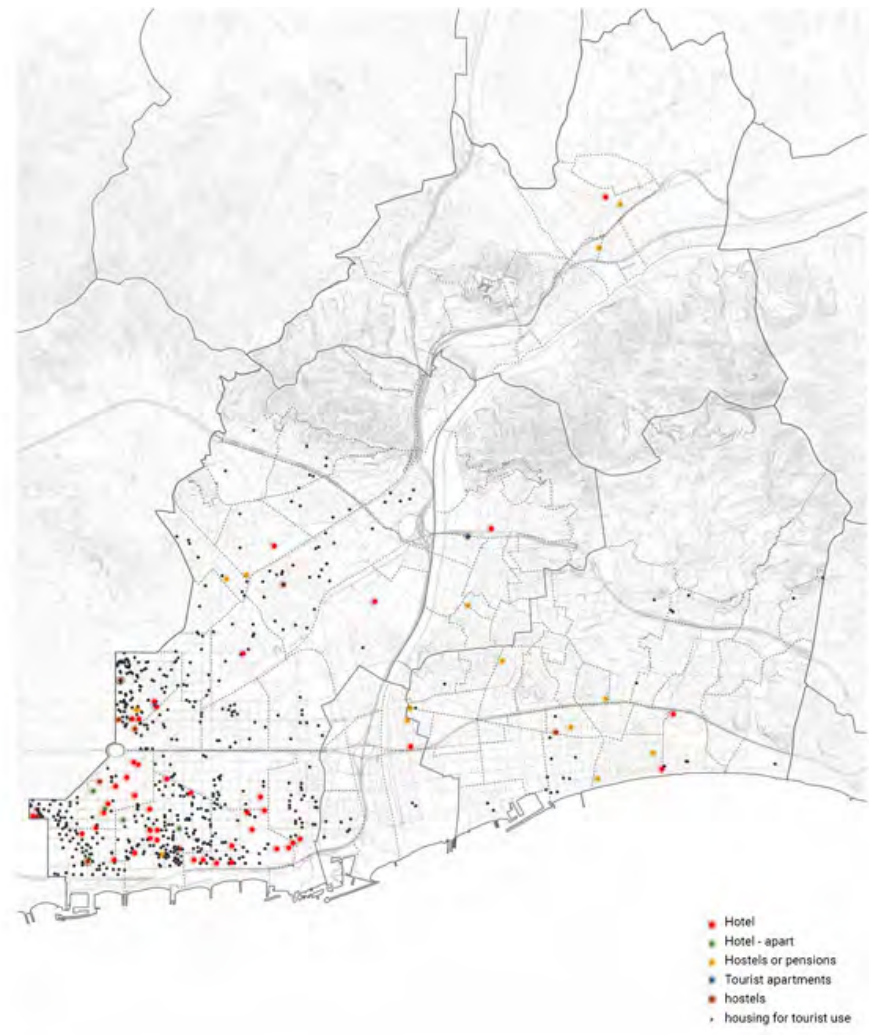 Hotel
Hotel - apart
Hostels or pensions
Tourist apartments
hostels
housing for tourist use